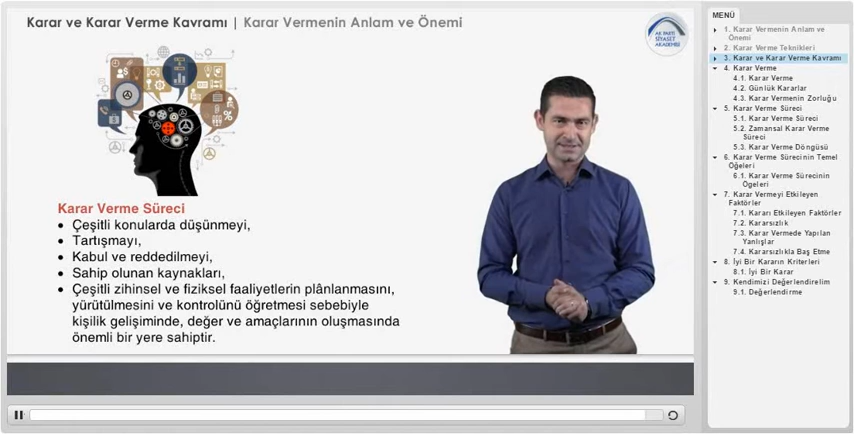 Karar ve Karar Verme Kavramı | Karar Vermenin Anlam ve Önemi
AK PARTİ
SİYASET
AKADEMİSİ
Karar Verme Süreci
• Çeşitli konularda düşünmeyi,
• Tartışmayı,
• Kabul ve reddedilmeyi,
• Sahip olunan kaynakları,
• Çeşitli zihinsel ve fiziksel faaliyetlerin plânlanmasını,
yürütülmesini ve kontrolünü öğretmesi sebebiyle
kişilik gelişiminde, değer ve amaçlarının oluşmasında
önemli bir yere sahiptir.
MENÜ
1. Karar Vermenin Anlam ve
Önemi
2. Karar Verme Teknikleri
3. Karar ve Karar Verme Kavramı
4. Karar Verme
4.1. Karar Verme
4.2. Günlük Kararlar
4.3. Karar Vermenin Zorluğu
5. Karar Verme Süreci
5.1. Karar Verme Süreci
5.2. Zamansal Karar Verme
Süreci
5.3. Karar Verme Döngüsü
6. Karar Verme Sürecinin Temel
Öğeleri
6.1. Karar Verme Sürecinin
Ögeleri
7. Karar Vermeyi Etkileyen
Faktörler
7.1. Kararı Etkileyen Faktörler
7.2. Kararsızlık
7.3. Karar Vermede Yapılan
Yanlışlar
7.4. Kararsızlıkla Baş Etme
8. İyi Bir Kararın Kriterleri
8.1. İyi Bir Karar
9. Kendimizi Değerlendirelim
9.1. Değerlendirme